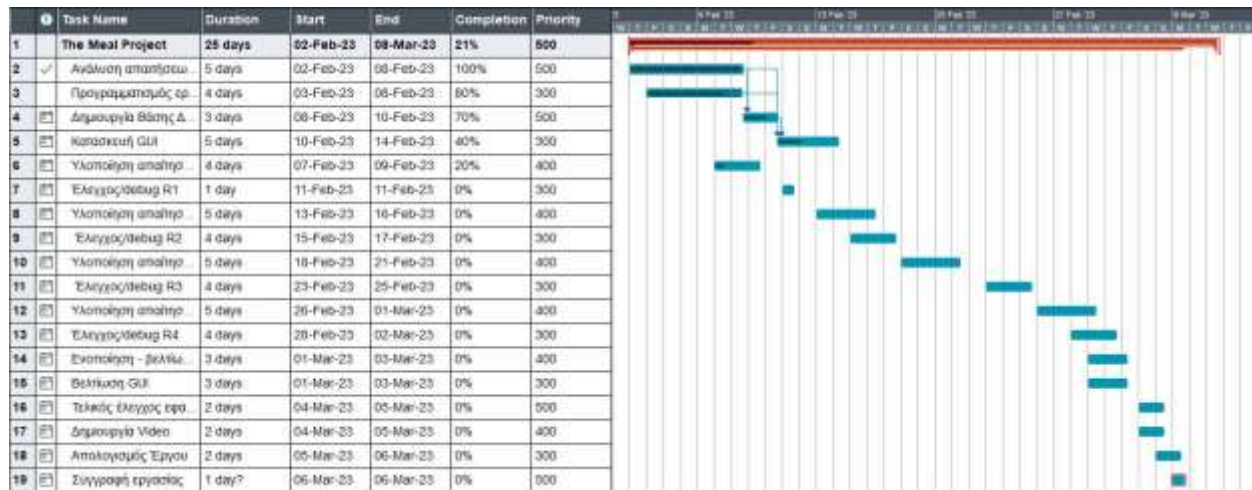 Task Name Duration Start End Completion Priority
1 The Meal Project 25 days 02-Feb-23 08-Mar-23 21% 500
2 Ανάλυση απαιτήσεω... 5 days 02-Feb-23 08-Feb-23 100% 500
3 Προγραμματισμός ερ... 4 days 03-Feb-23 08-Feb-23 80% 300
4 Δημιουργία Βάσης Δ... 3 days 08-Feb-23 10-Feb-23 70% 500
5 Κατασκευή GUI 5 days 10-Feb-23 14-Feb-23 40% 300
6 Υλοποίηση απαίτησ... 4 days 07-Feb-23 09-Feb-23 20% 400
7 Έλεγχος/debug R1 1 day 11-Feb-23 11-Feb-23 0% 300
8 Υλοποίηση απαίτησ... 5 days 13-Feb-23 16-Feb-23 0% 400
9 Έλεγχος/debug R2 4 days 15-Feb-23 17-Feb-23 0% 300
10 Υλοποίηση απαίτησ... 5 days 18-Feb-23 21-Feb-23 0% 400
11 Έλεγχος/debug R3 4 days 23-Feb-23 25-Feb-23 0% 300
12 Υλοποίηση απαίτησ... 5 days 26-Feb-23 01-Mar-23 0% 400
13 Έλεγχος/debug R4 4 days 28-Feb-23 02-Mar-23 0% 300
14 Ενοποίηση - βελτίω... 3 days 01-Mar-23 03-Mar-23 0% 400
15 Βελτίωση GUI 3 days 01-Mar-23 03-Mar-23 0% 300
16 Τελικός έλεγχος εφα... 2 days 04-Mar-23 05-Mar-23 0% 500
17 Δημιουργία Video 2 days 04-Mar-23 05-Mar-23 0% 400
18 Απολογισμός Έργου 2 days 05-Mar-23 06-Mar-23 0% 300
19 Συγγραφή εργασίας 1 day? 06-Mar-23 06-Mar-23 0% 500